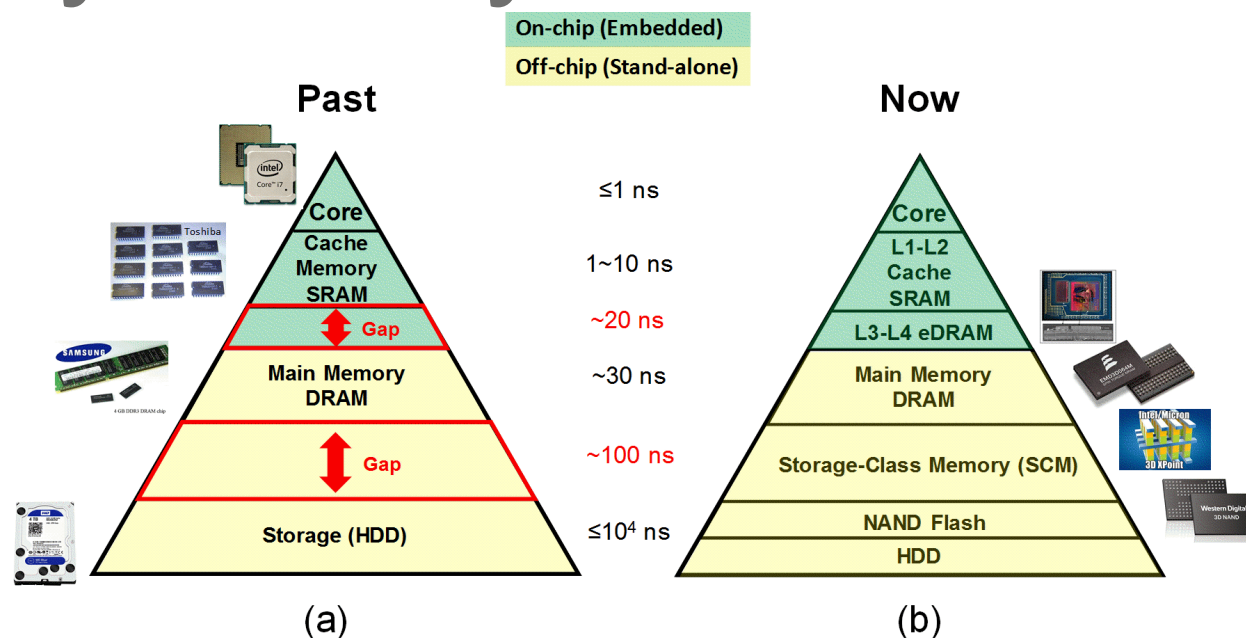 On-chip (Embedded)
Off-chip (Stand-alone)
Past
Now
intel
Core™ i7
Toshiba
SAMSUNG
4 GB DDR3 DRAM chip
Core
Cache
Memory
SRAM
Gap
Main Memory
DRAM
Gap
Storage (HDD)
≤1 ns
1~10 ns
~20 ns
~30 ns
~100 ns
≤10⁴ ns
Core
L1-L2
Cache
SRAM
L3-L4 eDRAM
Main Memory
DRAM
Storage-Class Memory (SCM)
NAND Flash
HDD
Intel/Micron
3D XPoint
Western Digital
3D NAND
(a)
(b)